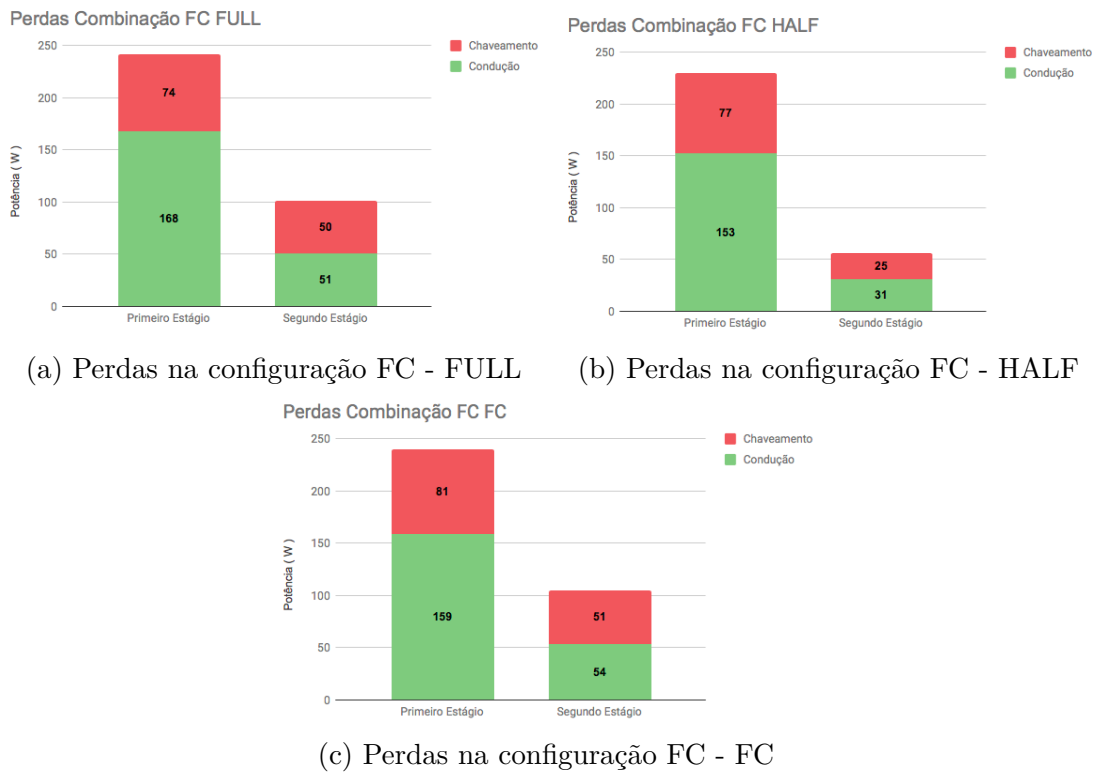 Perdas Combinação FC FULL
Chaveamento
Condução
Potência ( W )
250
200
150
100
50
0
74
168
50
51
Primeiro Estágio
Segundo Estágio
(a) Perdas na configuração FC - FULL
Perdas Combinação FC HALF
Chaveamento
Condução
Potência ( W )
250
200
150
100
50
0
77
153
25
31
Primeiro Estágio
Segundo Estágio
(b) Perdas na configuração FC - HALF
Perdas Combinação FC FC
Chaveamento
Condução
Potência ( W )
250
200
150
100
50
0
81
159
51
54
Primeiro Estágio
Segundo Estágio
(c) Perdas na configuração FC - FC